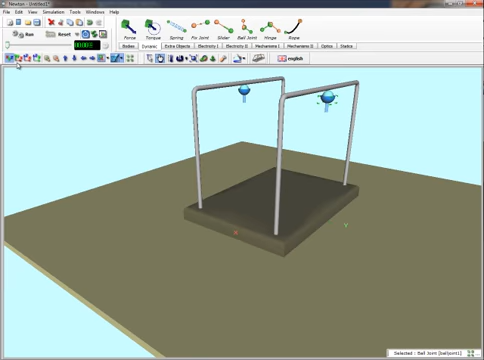 Newton - Untitled1*
File Edit View Simulation Tools Windows Help
Run Reset
Force Torque Spring Fix Joint Slider Ball Joint Hinge Rope
Bodies Dynamic Extra Objects Electricity I Electricity II Mechanisms I Mechanisms II Optics Statics
english
X
Y
Selected : Ball Joint [balljoint1]